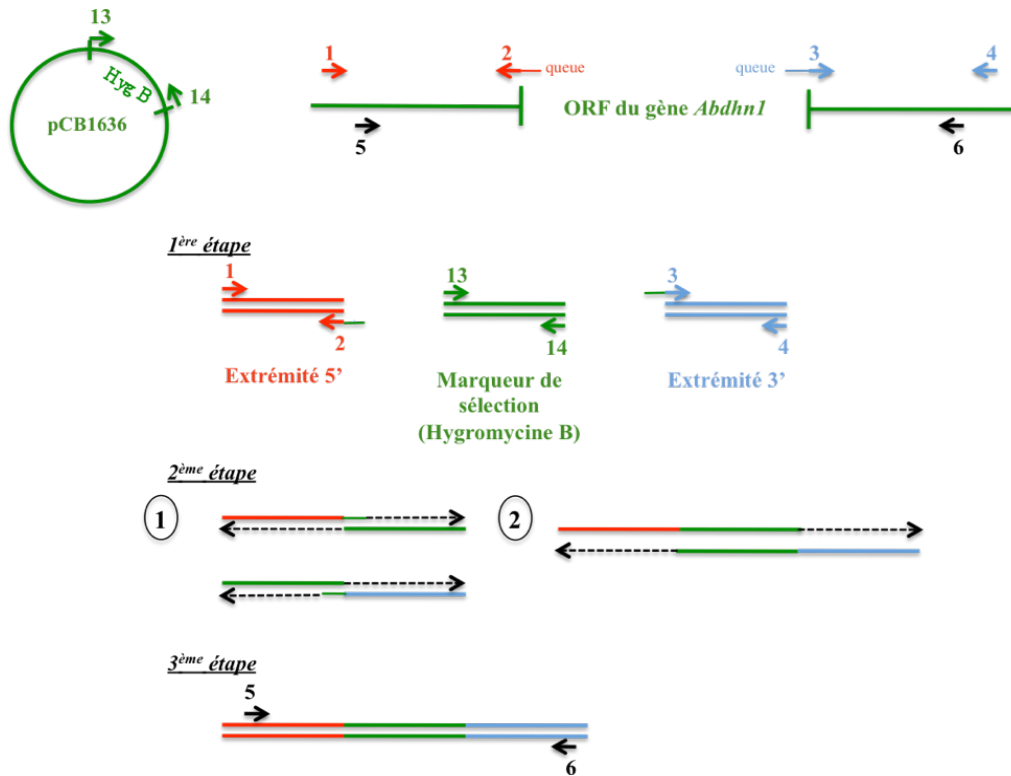 13
Hyg B
14
pCB1636
1
2
queue
5
ORF du gène Abdhn1
queue
3
4
6
1ère étape
1
2
Extrémité 5'
13
14
Marqueur de
sélection
(Hygromycine B)
3
4
Extrémité 3'
2ème étape
1
2
3ème étape
5
6